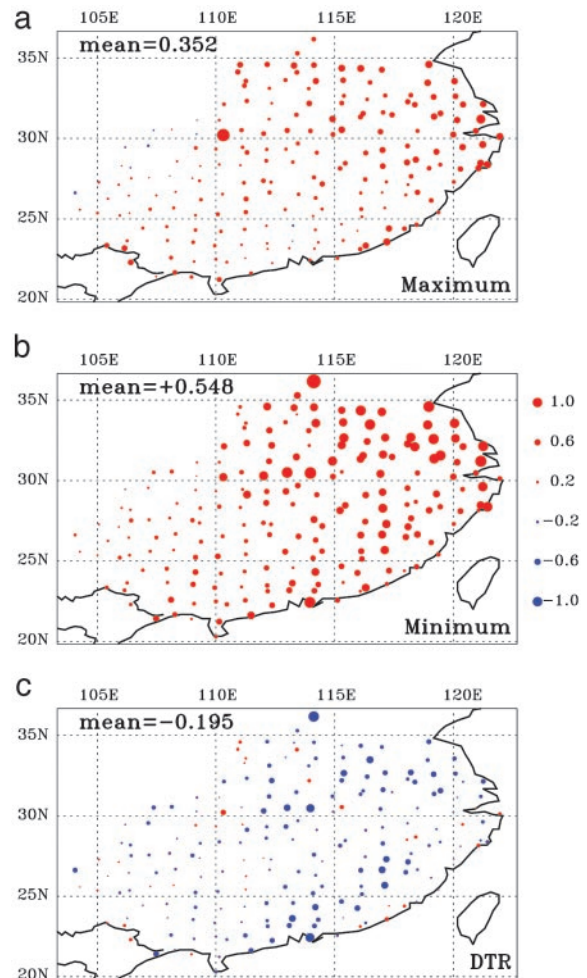 a
105E 110E 115E 120E
mean=0.352
35N
30N
25N
20N
Maximum
b
105E 110E 115E 120E
mean=+0.548
35N
30N
25N
20N
Minimum
1.0
0.6
0.2
-0.2
-0.6
-1.0
c
105E 110E 115E 120E
mean=-0.195
35N
30N
25N
20N
DTR